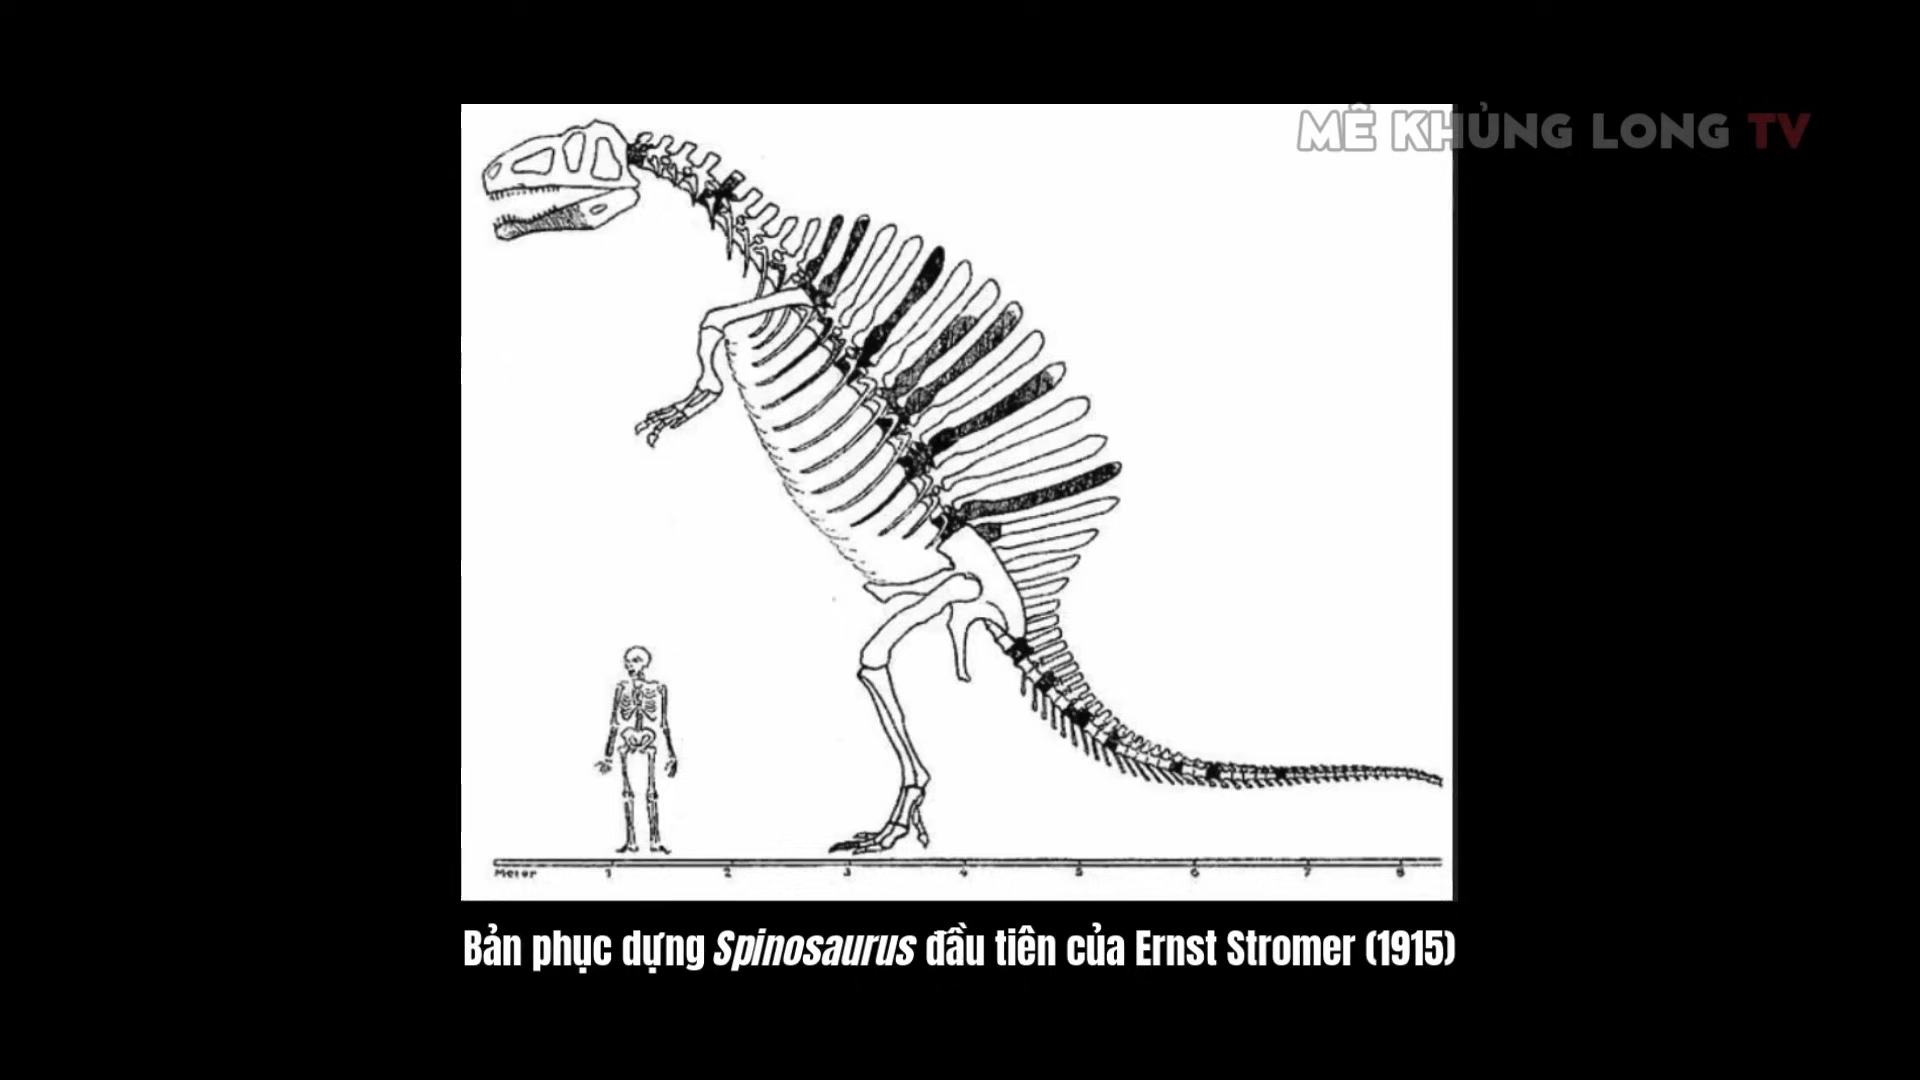 MÊ KHỦNG LONG TV
Meter 1 2 3 4 5 6 7 8
Bản phục dựng Spinosaurus đầu tiên của Ernst Stromer (1915)